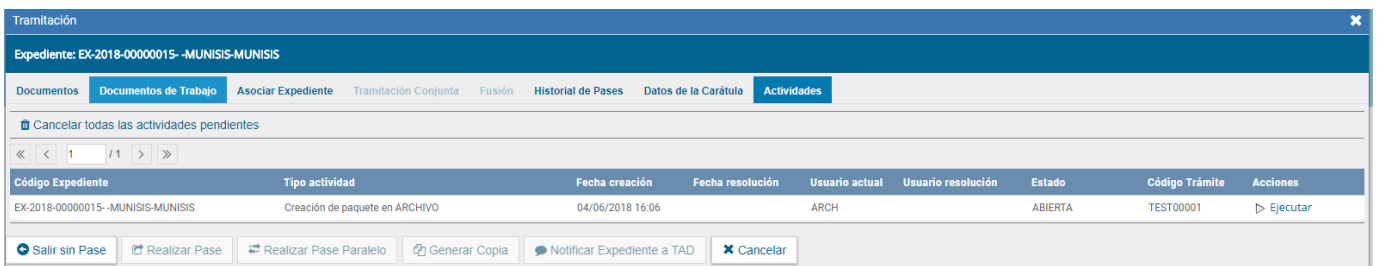 Tramitación
Expediente: EX-2018-00000015- -MUNISIS-MUNISIS
Documentos Documentos de Trabajo Asociar Expediente Tramitación Conjunta Fusión Historial de Pases Datos de la Carátula Actividades
Cancelar todas las actividades pendientes
1 / 1
Código Expediente Tipo actividad Fecha creación Fecha resolución Usuario actual Usuario resolución Estado Código Trámite Acciones
EX-2018-00000015- -MUNISIS-MUNISIS Creación de paquete en ARCHIVO 04/06/2018 16:06 ARCH ABIERTA TEST00001 Ejecutar
Salir sin Pase Realizar Pase Realizar Pase Paralelo Generar Copia Notificar Expediente a TAD Cancelar